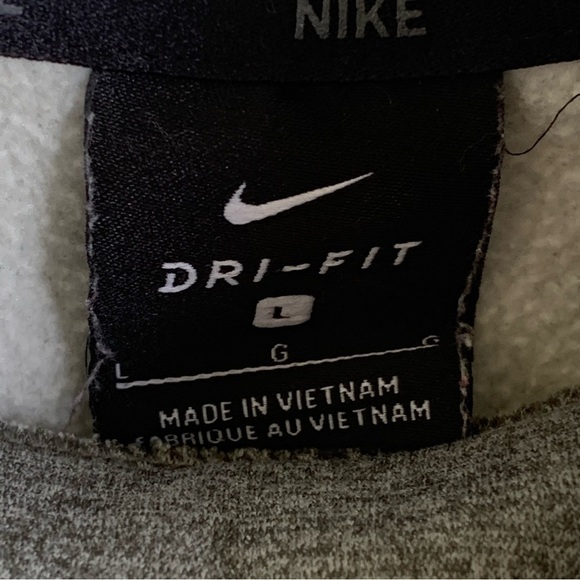 NIKE
DRI-FIT
L
L G G
MADE IN VIETNAM
FABRIQUE AU VIETNAM